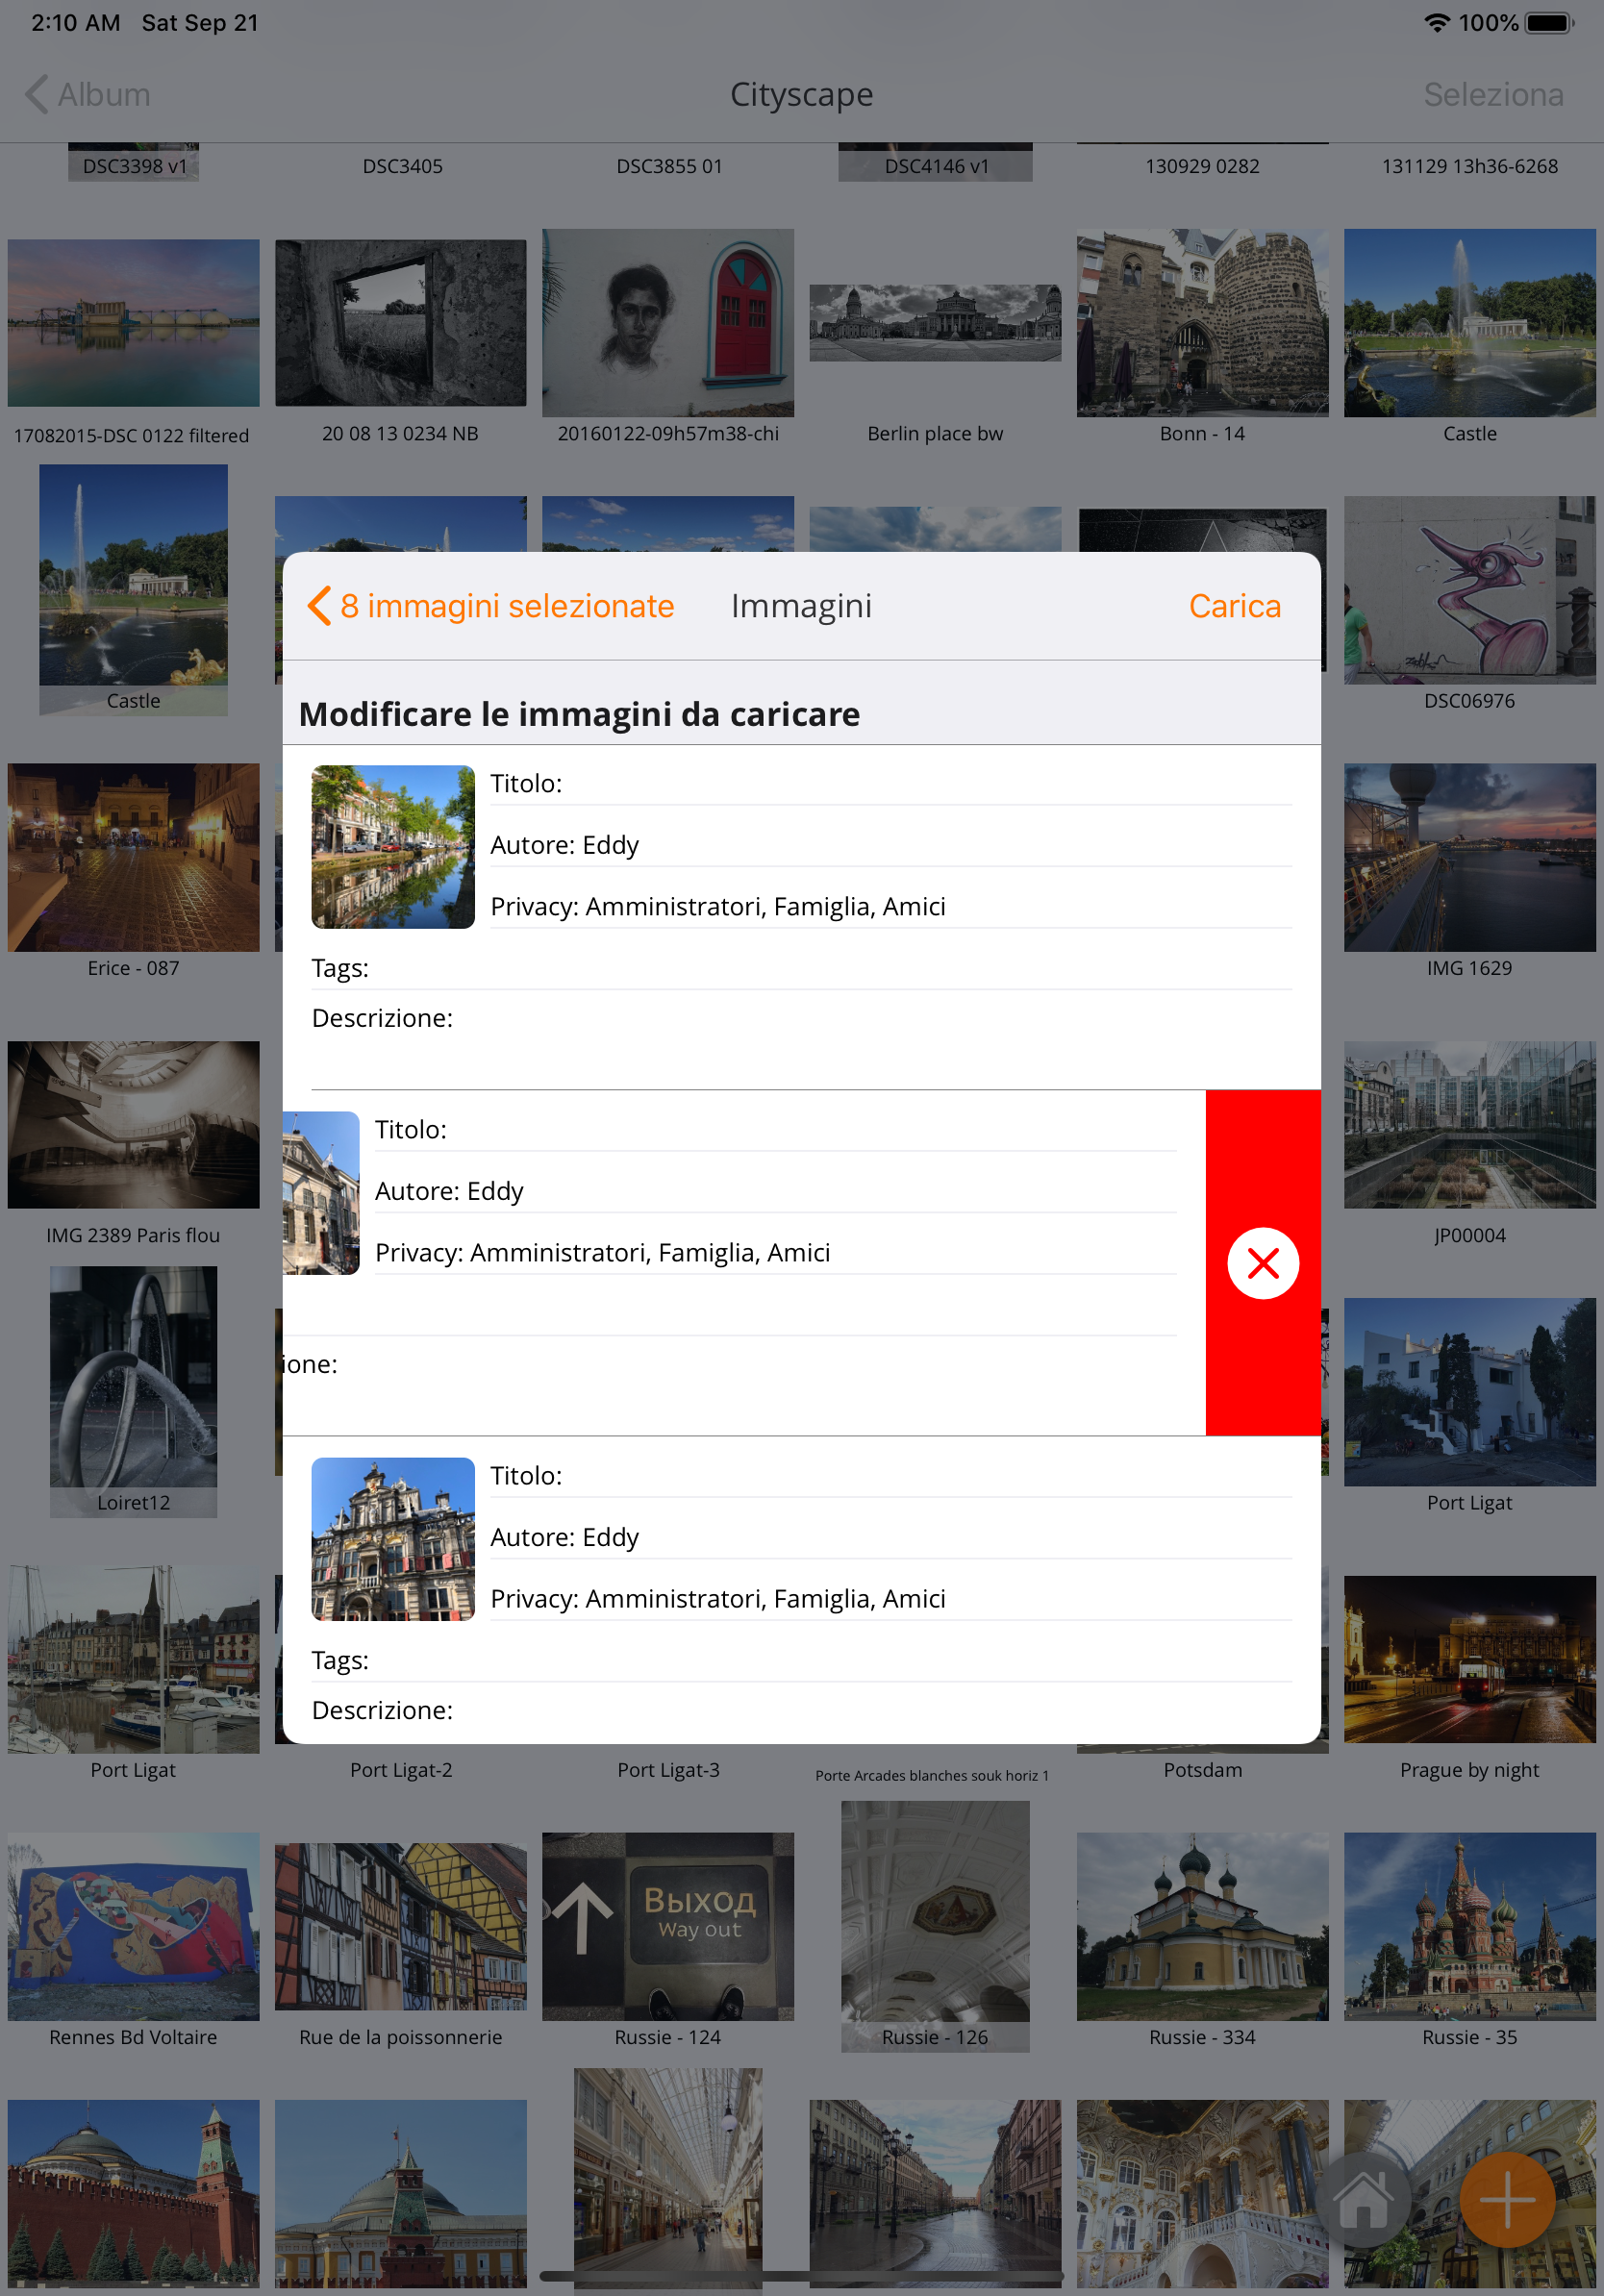 2:10 AM Sat Sep 21 100%
Album Cityscape Seleziona
DSC3398 v1 DSC3405 DSC3855 01 DSC4146 v1 130929 0282 131129 13h36-6268
17082015-DSC 0122 filtered 20 08 13 0234 NB 20160122-09h57m38-chi Berlin place bw Bonn - 14 Castle
8 immagini selezionate Immagini Carica
Castle DSC06976
Modificare le immagini da caricare
Titolo:
Autore: Eddy
Privacy: Amministratori, Famiglia, Amici
Erice - 087 IMG 1629
Tags:
Descrizione:
Titolo:
Autore: Eddy
IMG 2389 Paris flou JP00004
Privacy: Amministratori, Famiglia, Amici
ione:
Titolo:
Loiret12 Port Ligat
Autore: Eddy
Privacy: Amministratori, Famiglia, Amici
Tags:
Descrizione:
Port Ligat Port Ligat-2 Port Ligat-3 Porte Arcades blanches souk horiz 1 Potsdam Prague by night
Выход
Way out
Rennes Bd Voltaire Rue de la poissonnerie Russie - 124 Russie - 126 Russie - 334 Russie - 35